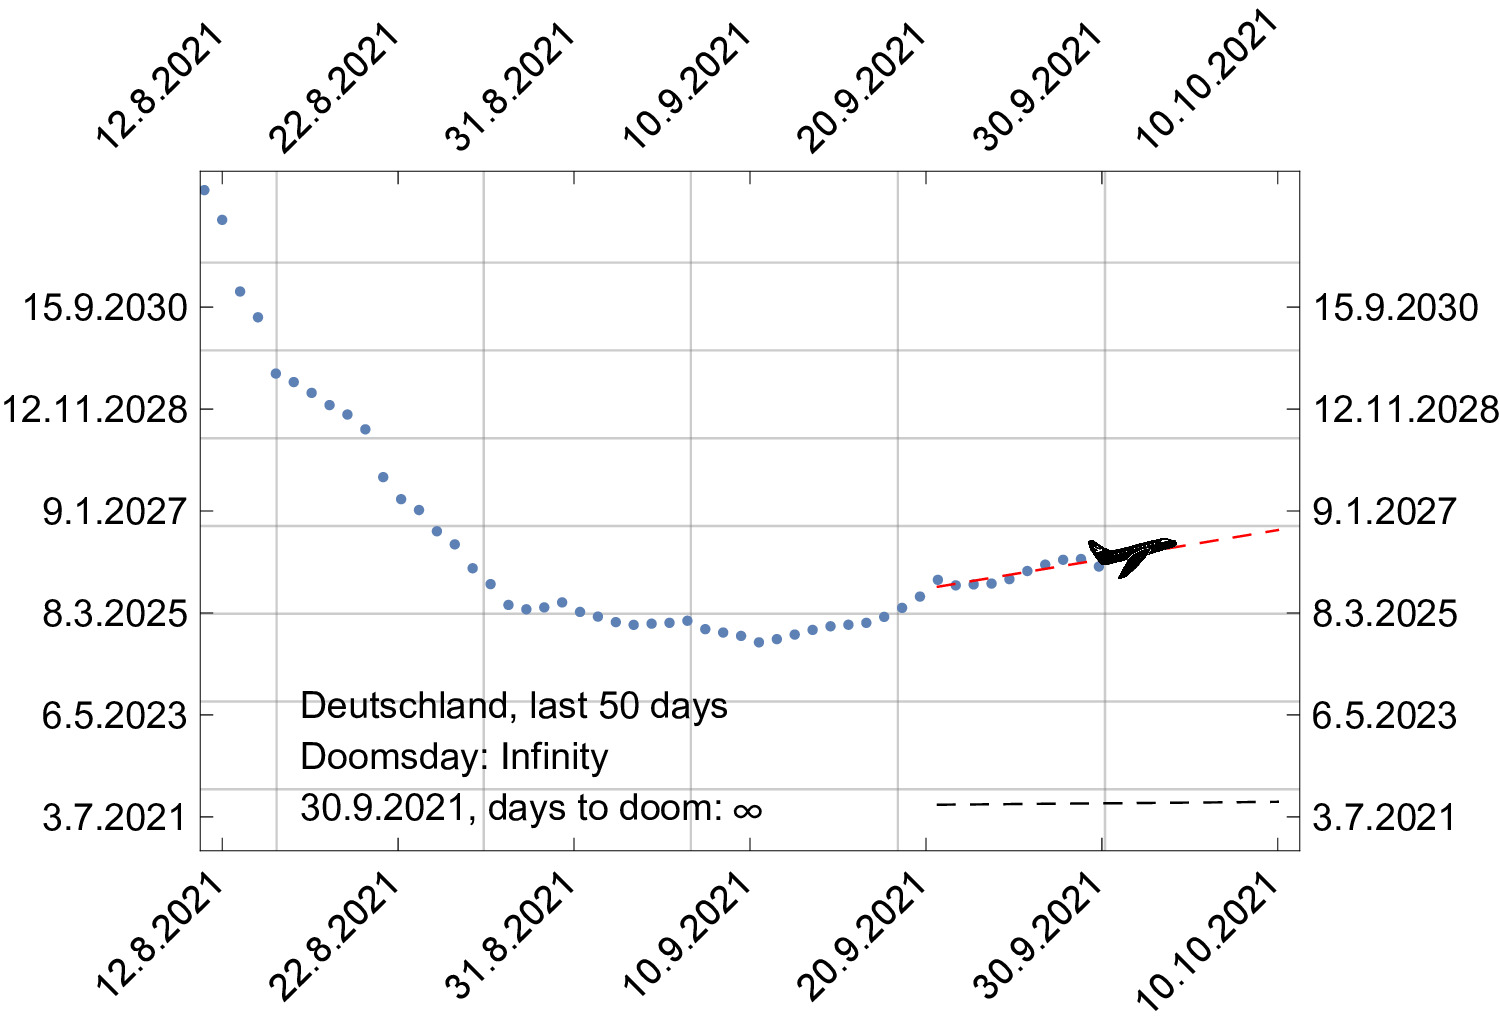 12.8.2021 22.8.2021 31.8.2021 10.9.2021 20.9.2021 30.9.2021 10.10.2021
15.9.2030 15.9.2030
12.11.2028 12.11.2028
9.1.2027 9.1.2027
8.3.2025 8.3.2025
6.5.2023 6.5.2023
3.7.2021 3.7.2021
Deutschland, last 50 days
Doomsday: Infinity
30.9.2021, days to doom: ∞
12.8.2021 22.8.2021 31.8.2021 10.9.2021 20.9.2021 30.9.2021 10.10.2021